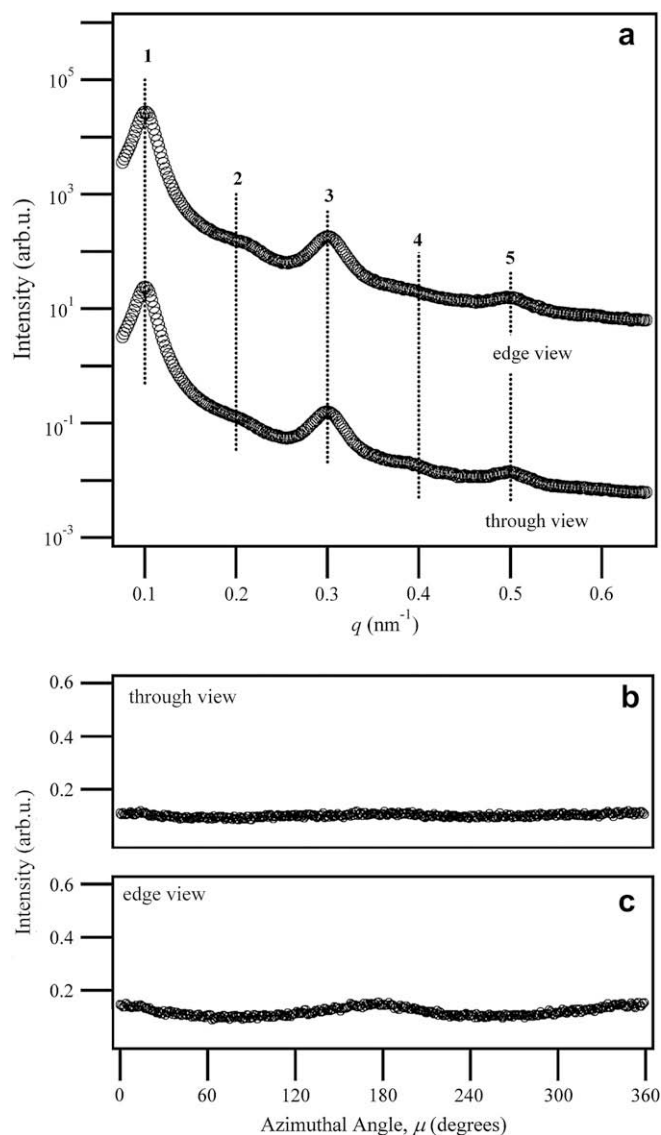 a
1
2
3
4
5
10^5
10^3
10^1
10^-1
10^-3
Intensity (arb.u.)
edge view
through view
0.1 0.2 0.3 0.4 0.5 0.6
q (nm^-1)
through view
b
0.6
0.4
0.2
edge view
c
0.6
0.4
0.2
Intensity (arb.u.)
0 60 120 180 240 300 360
Azimuthal Angle, μ (degrees)